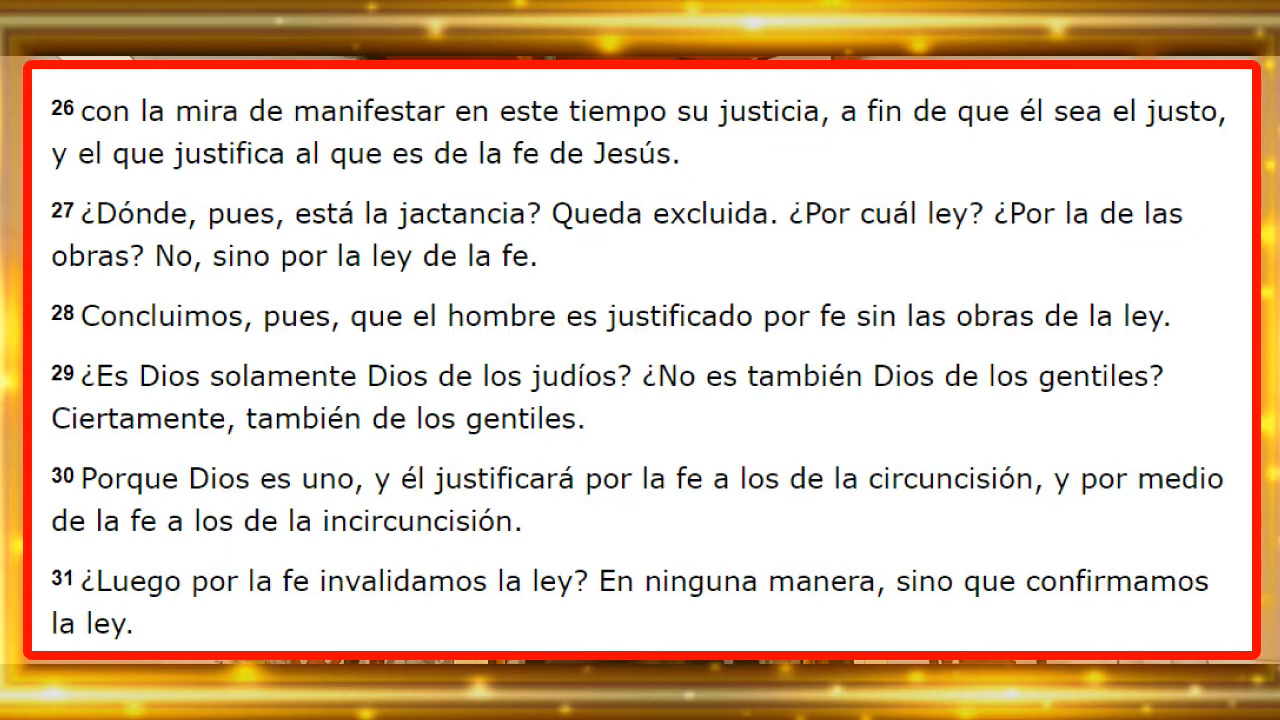 26 con la mira de manifestar en este tiempo su justicia, a fin de que él sea el justo,
y el que justifica al que es de la fe de Jesús.
27 ¿Dónde, pues, está la jactancia? Queda excluida. ¿Por cuál ley? ¿Por la de las
obras? No, sino por la ley de la fe.
28 Concluimos, pues, que el hombre es justificado por fe sin las obras de la ley.
29 ¿Es Dios solamente Dios de los judíos? ¿No es también Dios de los gentiles?
Ciertamente, también de los gentiles.
30 Porque Dios es uno, y él justificará por la fe a los de la circuncisión, y por medio
de la fe a los de la incircuncisión.
31 ¿Luego por la fe invalidamos la ley? En ninguna manera, sino que confirmamos
la ley.